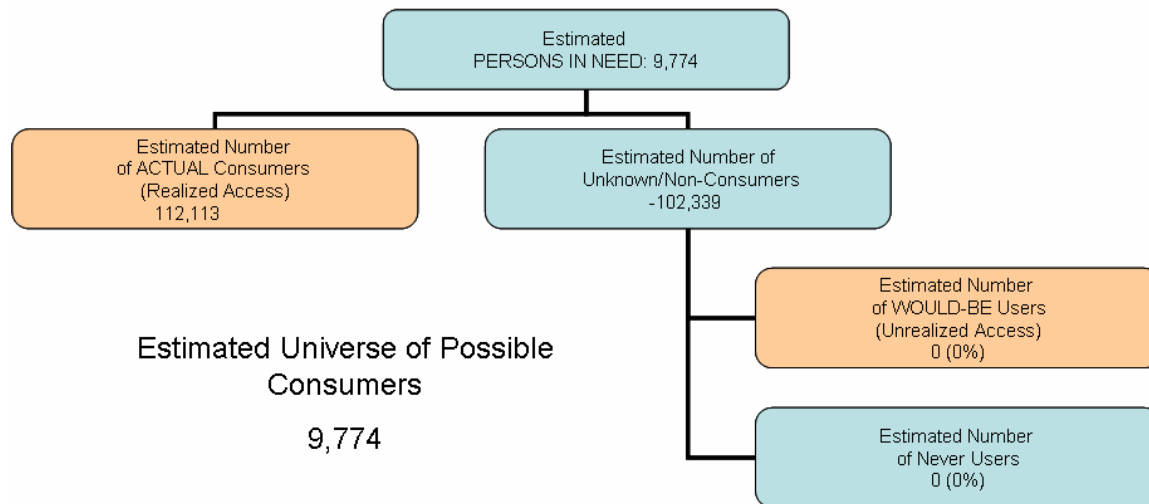 Estimated
PERSONS IN NEED: 9,774
Estimated Number
of ACTUAL Consumers
(Realized Access)
112,113
Estimated Number of
Unknown/Non-Consumers
-102,339
Estimated Number
of WOULD-BE Users
(Unrealized Access)
0 (0%)
Estimated Universe of Possible
Consumers
9,774
Estimated Number
of Never Users
0 (0%)